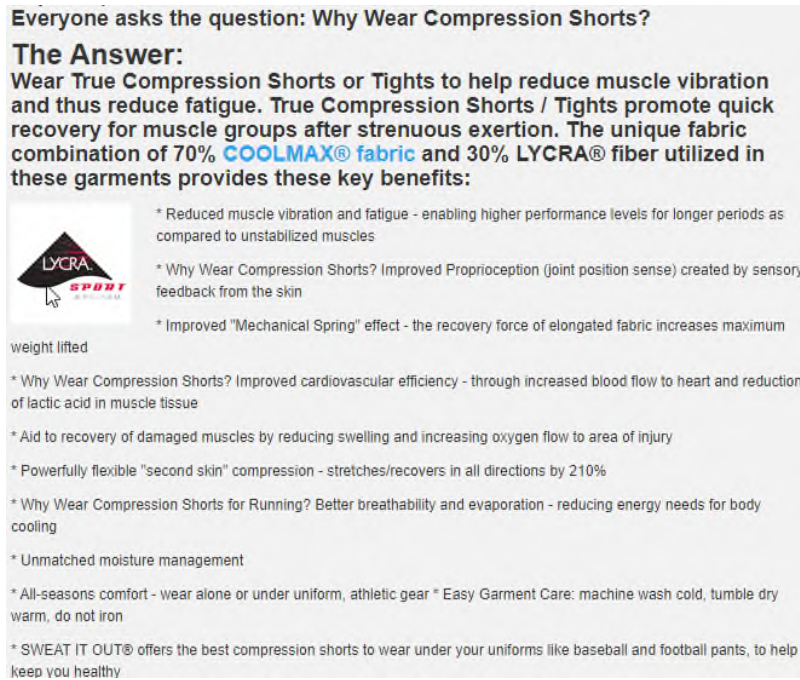 Everyone asks the question: Why Wear Compression Shorts?
The Answer:
Wear True Compression Shorts or Tights to help reduce muscle vibration
and thus reduce fatigue. True Compression Shorts / Tights promote quick
recovery for muscle groups after strenuous exertion. The unique fabric
combination of 70% COOLMAX® fabric and 30% LYCRA® fiber utilized in
these garments provides these key benefits:
LYCRA.
SPORT
* Reduced muscle vibration and fatigue - enabling higher performance levels for longer periods as
compared to unstabilized muscles
* Why Wear Compression Shorts? Improved Proprioception (joint position sense) created by sensory
feedback from the skin
* Improved "Mechanical Spring" effect - the recovery force of elongated fabric increases maximum
weight lifted
* Why Wear Compression Shorts? Improved cardiovascular efficiency - through increased blood flow to heart and reduction
of lactic acid in muscle tissue
* Aid to recovery of damaged muscles by reducing swelling and increasing oxygen flow to area of injury
* Powerfully flexible "second skin" compression - stretches/recovers in all directions by 210%
* Why Wear Compression Shorts for Running? Better breathability and evaporation - reducing energy needs for body
cooling
* Unmatched moisture management
* All-seasons comfort - wear alone or under uniform, athletic gear * Easy Garment Care: machine wash cold, tumble dry
warm, do not iron
* SWEAT IT OUT® offers the best compression shorts to wear under your uniforms like baseball and football pants, to help
keep you healthy